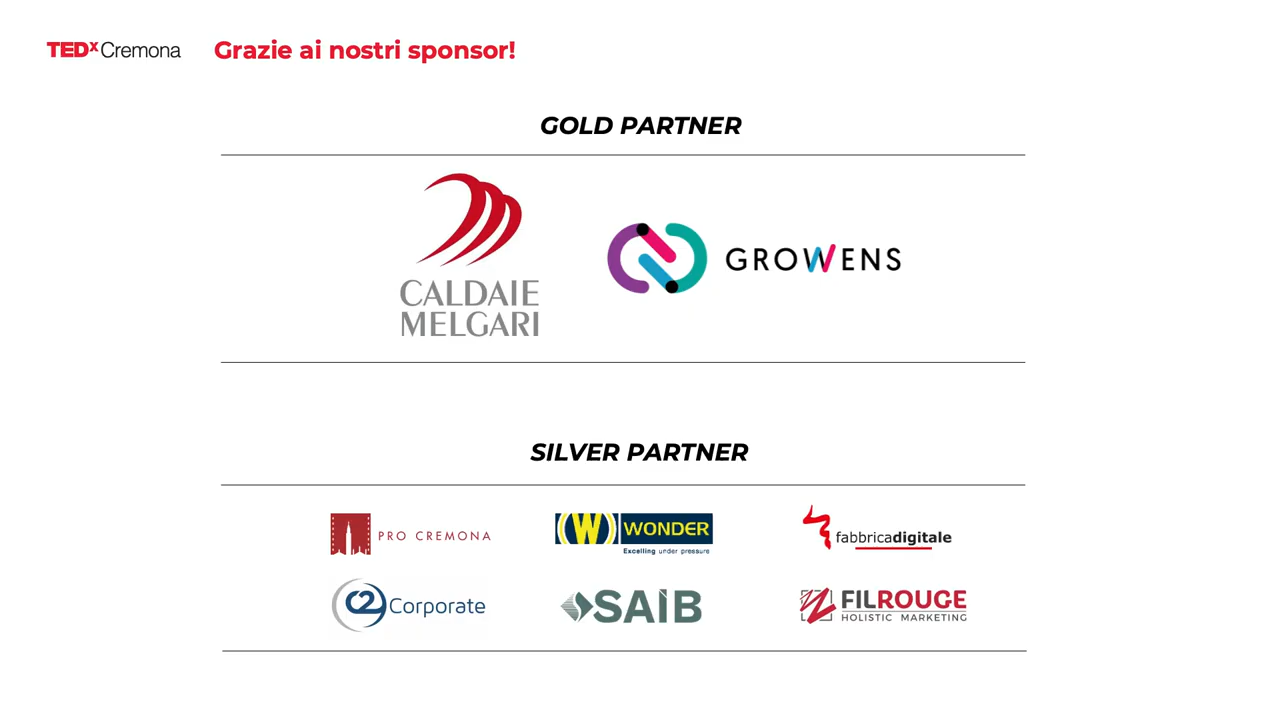 TEDxCremona Grazie ai nostri sponsor!
GOLD PARTNER
CALDAIE
MELGARI
GROWENS
SILVER PARTNER
PRO CREMONA
W WONDER
Excelling under pressure
fabbricadigitale
C2 Corporate
SAIB
FILROUGE
HOLISTIC MARKETING